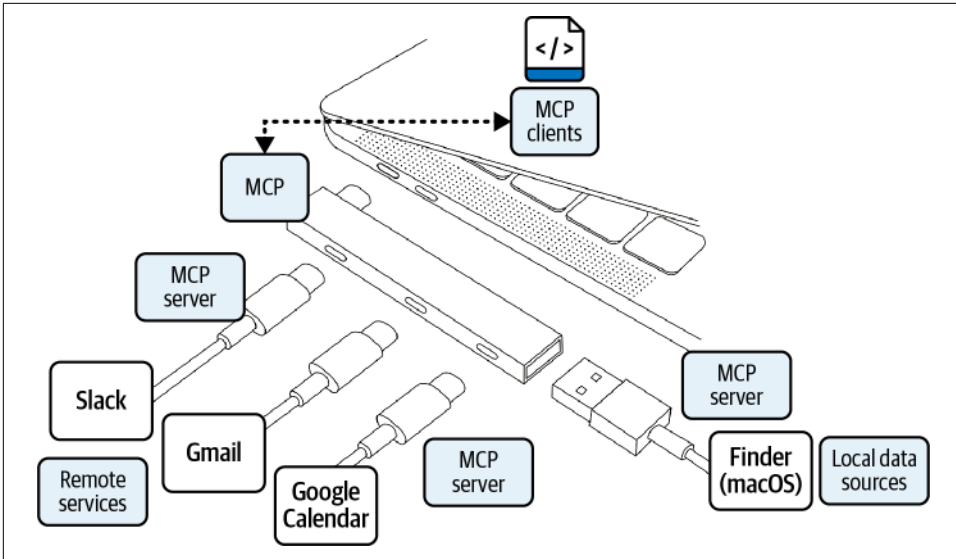 </>
MCP
clients
MCP
MCP
server
Slack
Gmail
Remote
services
Google
Calendar
MCP
server
MCP
server
Finder
(macOS)
Local data
sources